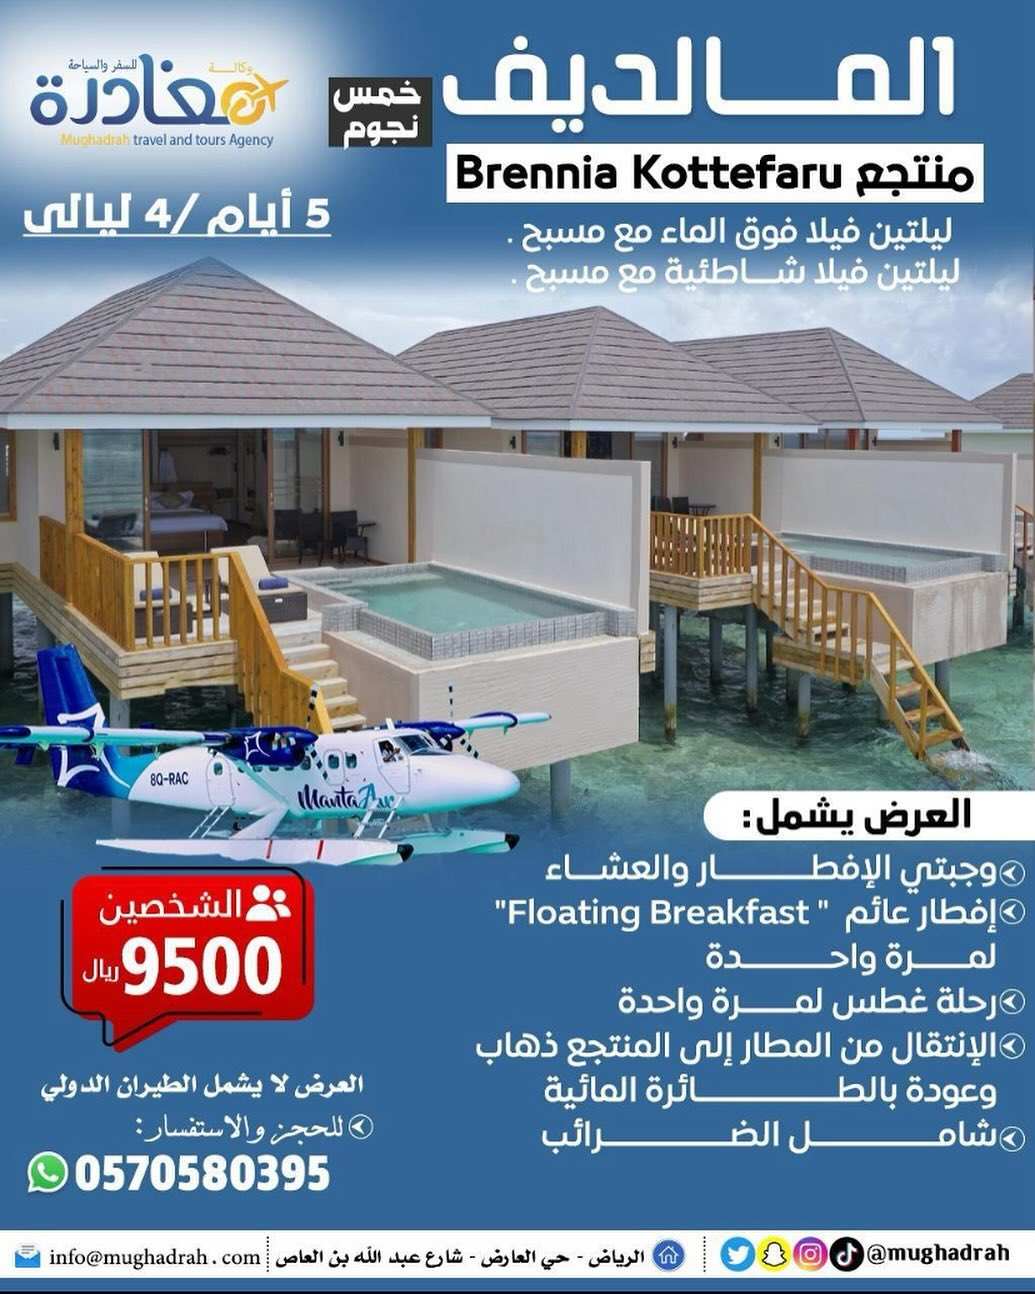 وكالة للسفر والسياحة
مغادرة
Mughadrah travel and tours Agency
المالديف
خمس
نجوم
منتجع Brennia Kottefaru
5 أيام /4 ليالى
ليلتين فيلا فوق الماء مع مسبح .
ليلتين فيلا شاطئية مع مسبح .
8Q-RAC
Manta Air
العرض يشمل:
وجبتي الإفطار والعشاء
إفطار عائم " Floating Breakfast"
لمرة واحدة
رحلة غطس لمرة واحدة
الإنتقال من المطار إلى المنتجع ذهاب
وعودة بالطائرة المائية
شامل الضرائب
الشخصين
9500 ريال
العرض لا يشمل الطيران الدولي
للحجز والاستفسار:
0570580395
@mughadrah
الرياض - حي العارض - شارع عبد الله بن العاص
info@mughadrah . com